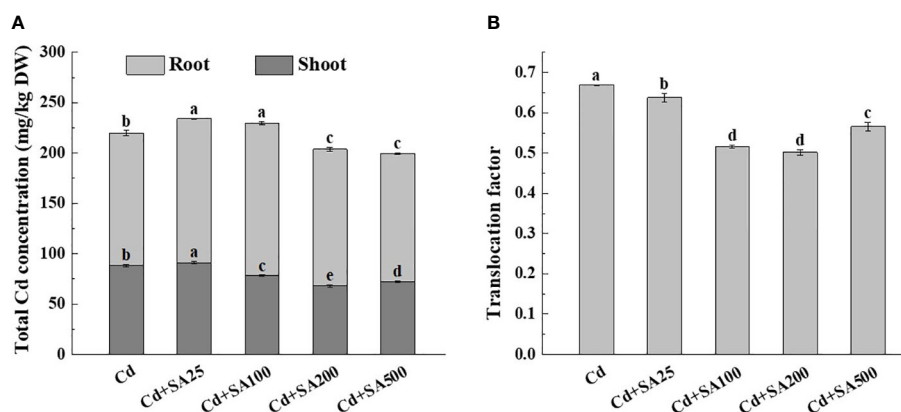 A
Total Cd concentration (mg/kg DW)
300
250
200
150
100
50
0
Root
Shoot
b
a
a
c
c
b
a
c
e
d
Cd
Cd+SA25
Cd+SA100
Cd+SA200
Cd+SA500
B
Translocation factor
0.7
0.6
0.5
0.4
0.3
0.2
0.1
0.0
a
b
d
d
c
Cd
Cd+SA25
Cd+SA100
Cd+SA200
Cd+SA500